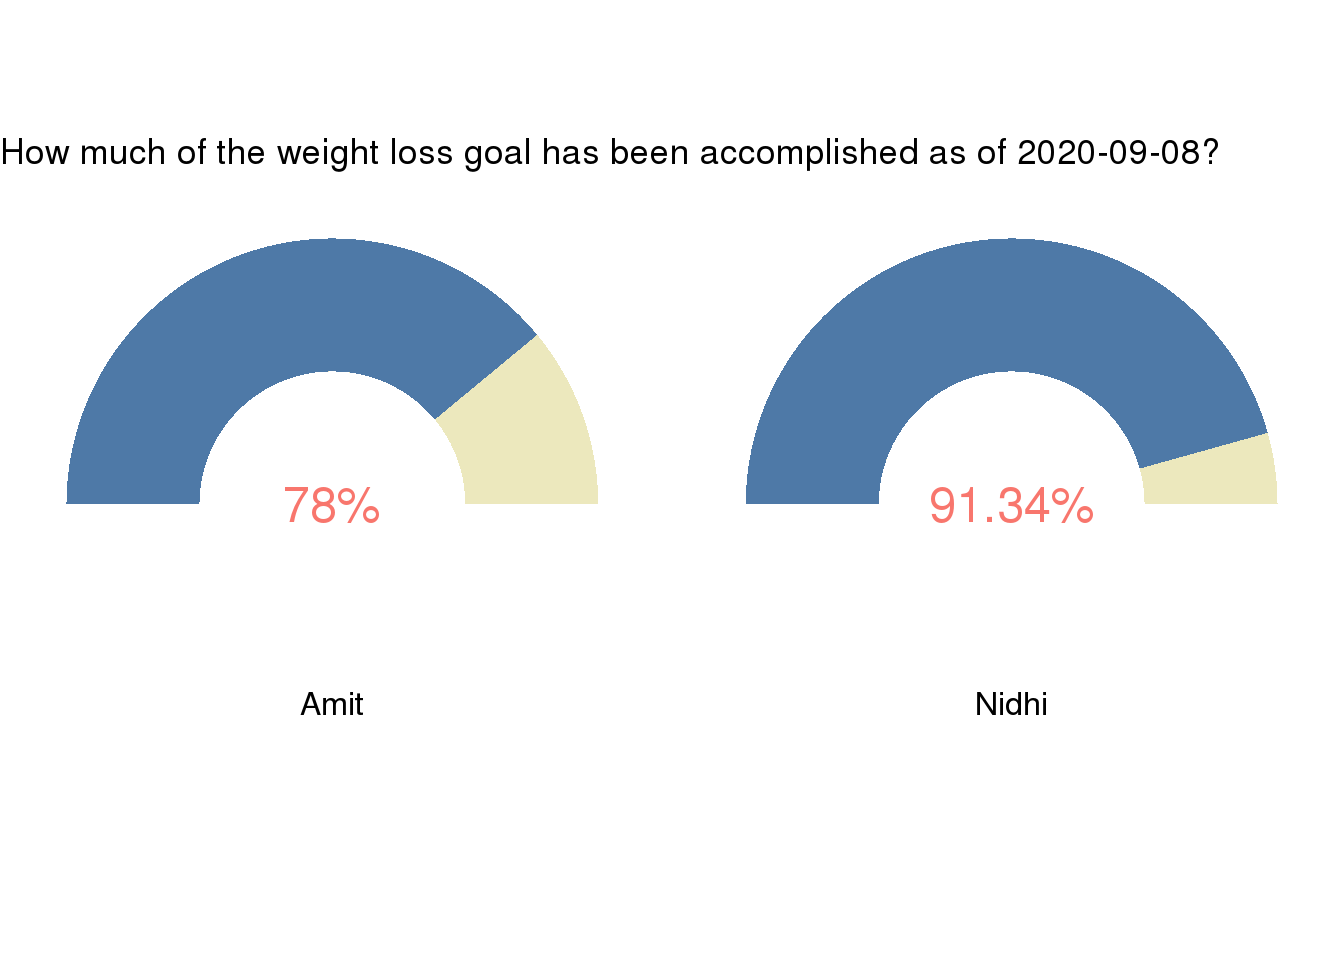 How much of the weight loss goal has been accomplished as of 2020-09-08?
78%
91.34%
Amit
Nidhi